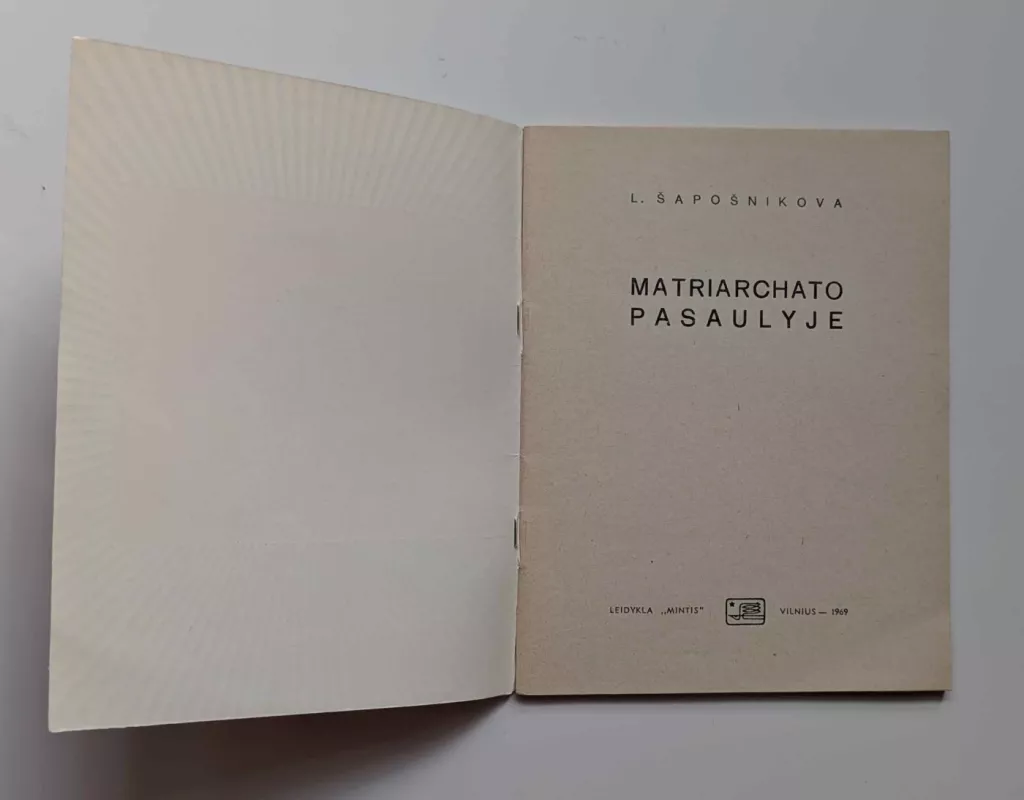 L. ŠAPOŠNIKOVA
MATRIARCHATO
PASAULYJE
LEIDYKLA „MINTIS" VILNIUS — 1969